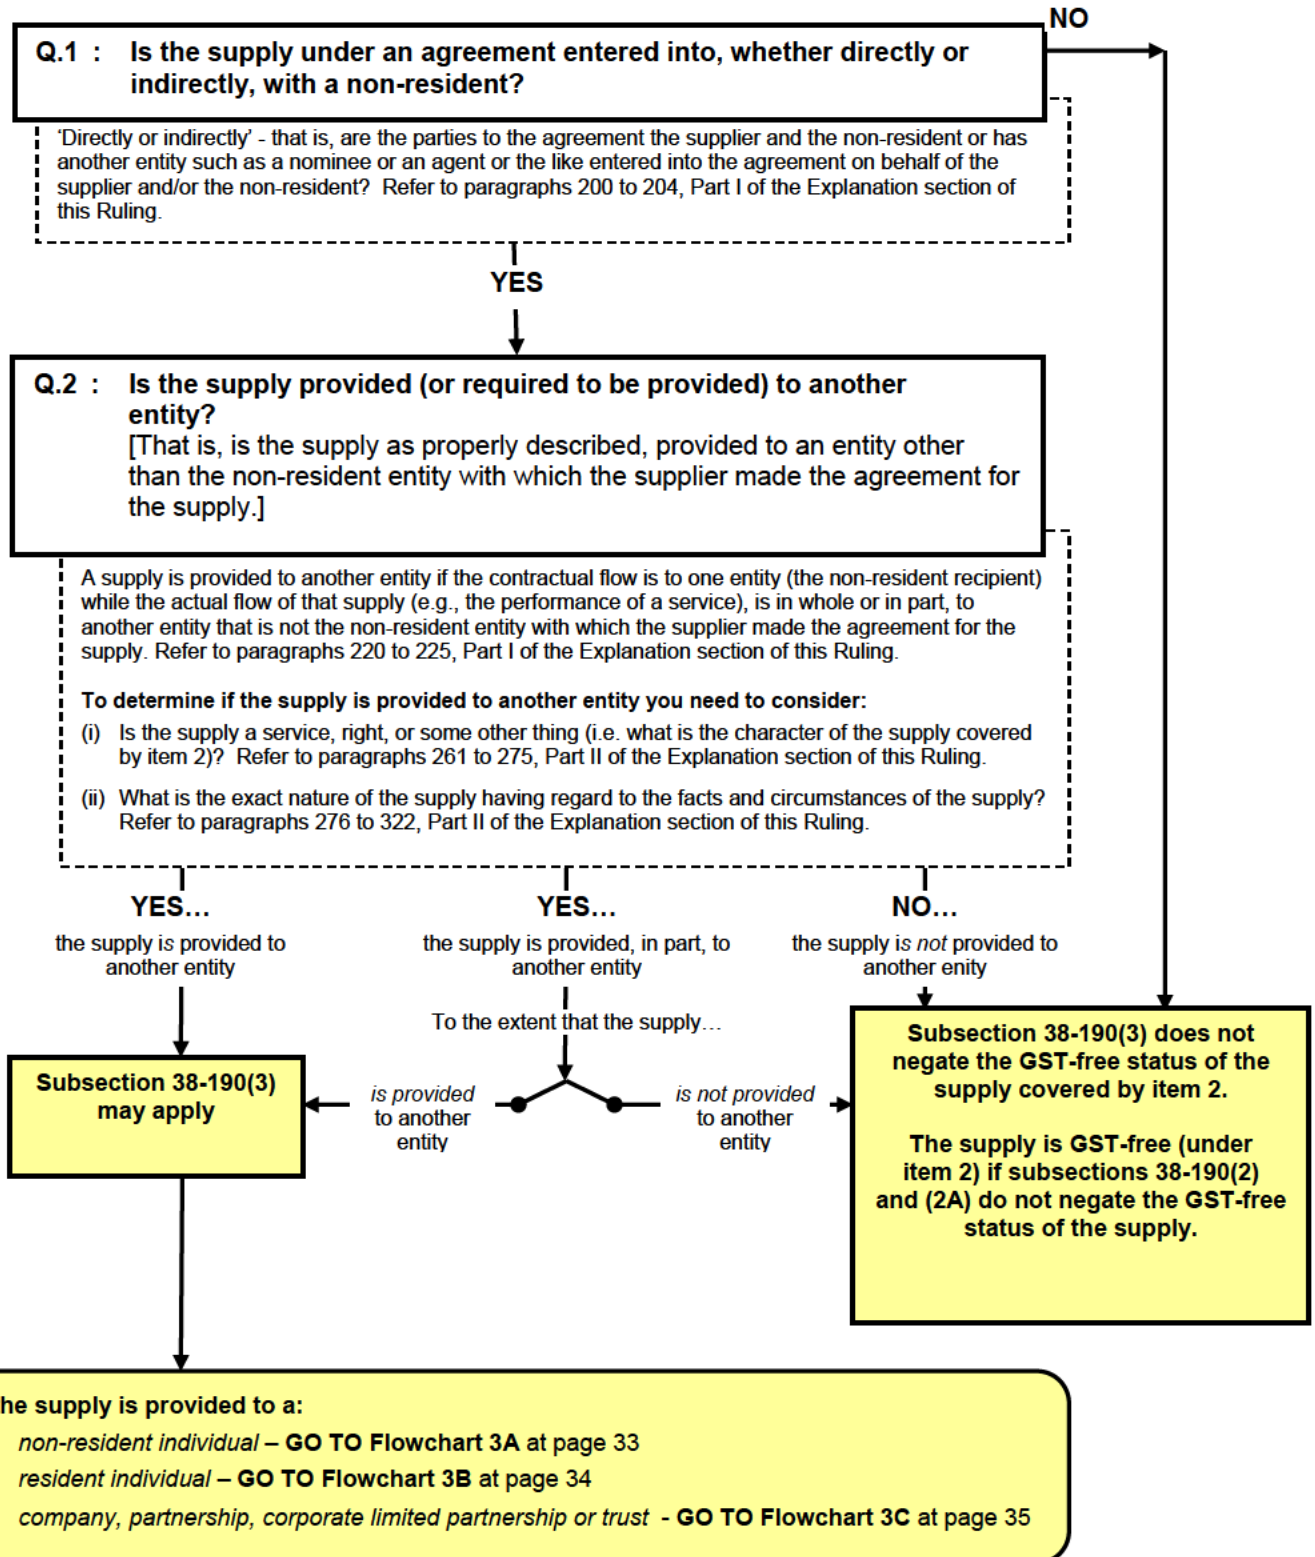 NO
Q.1 : Is the supply under an agreement entered into, whether directly or
indirectly, with a non-resident?
'Directly or indirectly' - that is, are the parties to the agreement the supplier and the non-resident or has
another entity such as a nominee or an agent or the like entered into the agreement on behalf of the
supplier and/or the non-resident? Refer to paragraphs 200 to 204, Part I of the Explanation section of
this Ruling.
YES
Q.2 : Is the supply provided (or required to be provided) to another
entity?
[That is, is the supply as properly described, provided to an entity other
than the non-resident entity with which the supplier made the agreement for
the supply.]
A supply is provided to another entity if the contractual flow is to one entity (the non-resident recipient)
while the actual flow of that supply (e.g., the performance of a service), is in whole or in part, to
another entity that is not the non-resident entity with which the supplier made the agreement for the
supply. Refer to paragraphs 220 to 225, Part I of the Explanation section of this Ruling.
To determine if the supply is provided to another entity you need to consider:
(i) Is the supply a service, right, or some other thing (i.e. what is the character of the supply covered
by item 2)? Refer to paragraphs 261 to 275, Part II of the Explanation section of this Ruling.
(ii) What is the exact nature of the supply having regard to the facts and circumstances of the supply?
Refer to paragraphs 276 to 322, Part II of the Explanation section of this Ruling.
YES...
the supply is provided to
another entity
YES...
the supply is provided, in part, to
another entity
NO...
the supply is not provided to
another enity
To the extent that the supply...
Subsection 38-190(3)
may apply
is provided
to another
entity
is not provided
to another
entity
Subsection 38-190(3) does not
negate the GST-free status of the
supply covered by item 2.
The supply is GST-free (under
item 2) if subsections 38-190(2)
and (2A) do not negate the GST-free
status of the supply.
he supply is provided to a:
non-resident individual – GO TO Flowchart 3A at page 33
resident individual – GO TO Flowchart 3B at page 34
company, partnership, corporate limited partnership or trust - GO TO Flowchart 3C at page 35